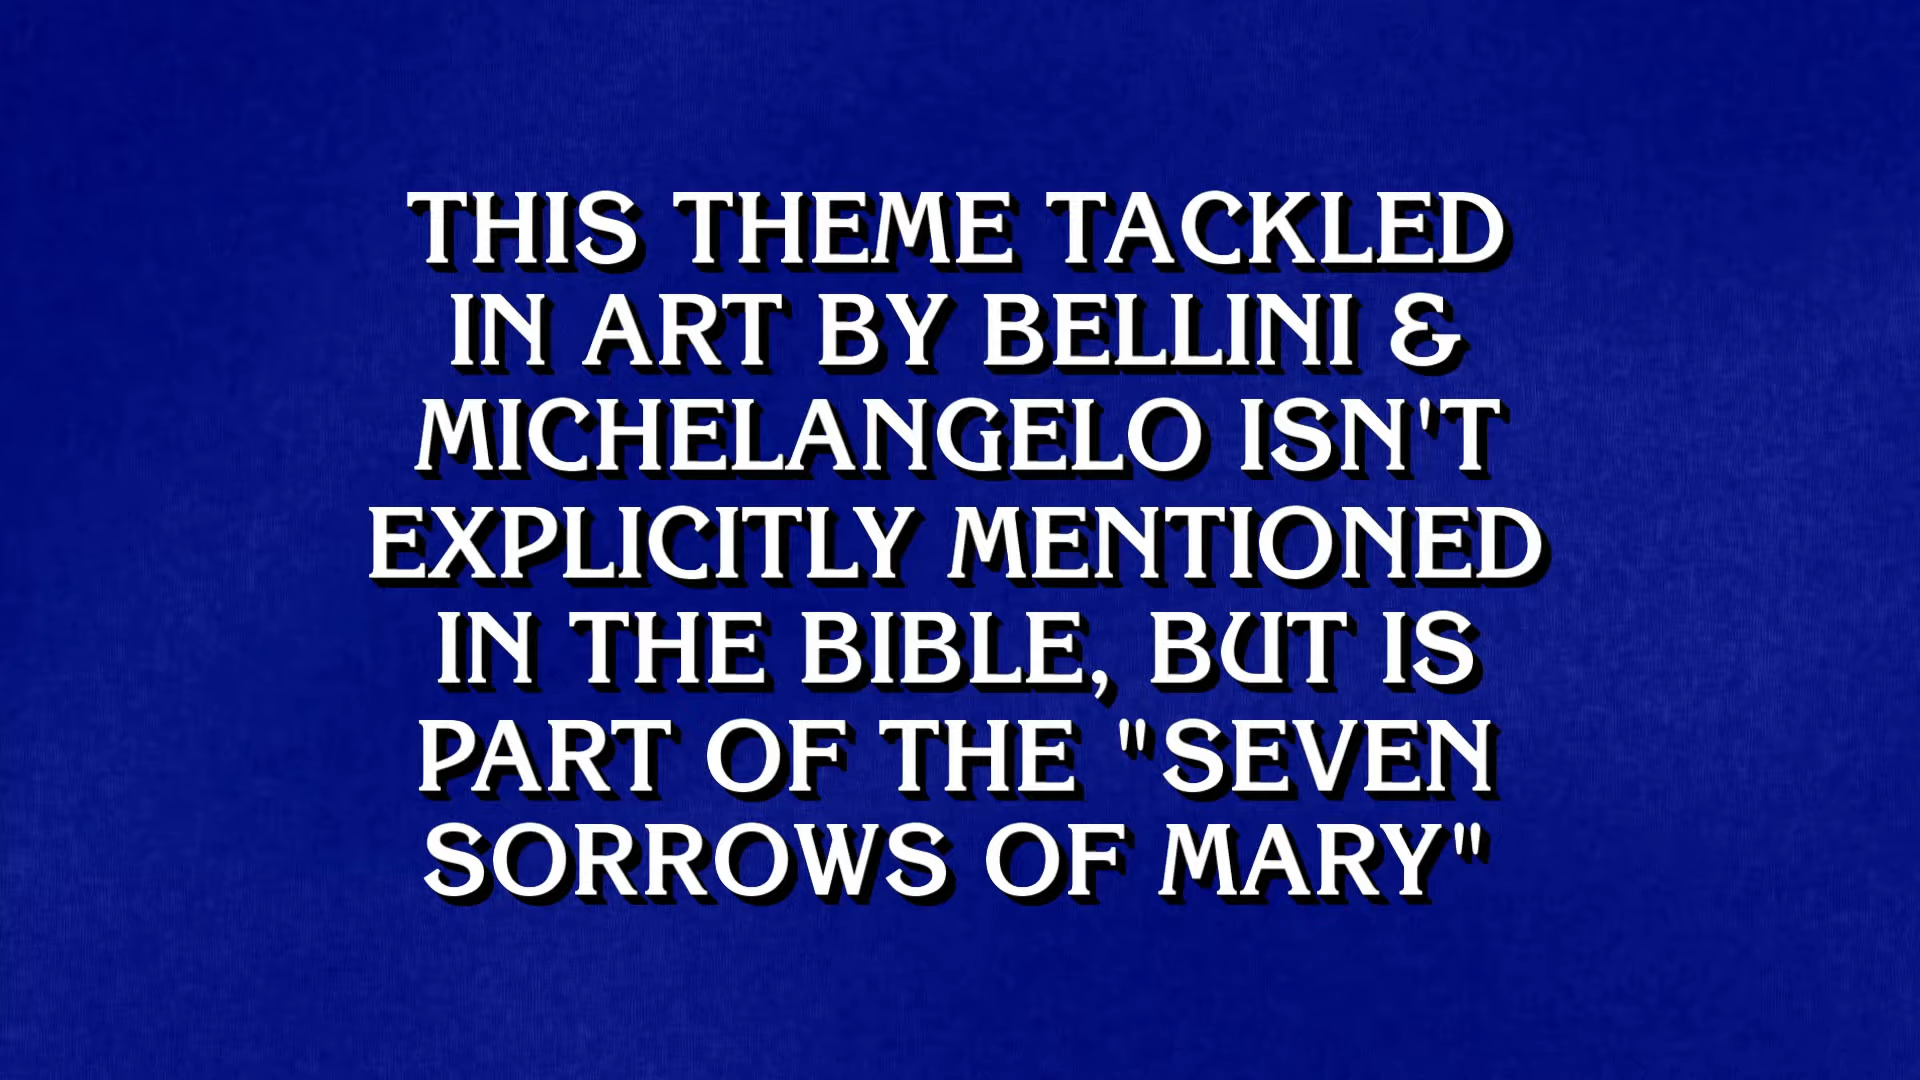 THIS THEME TACKLED
IN ART BY BELLINI &
MICHELANGELO ISN'T
EXPLICITLY MENTIONED
IN THE BIBLE, BUT IS
PART OF THE "SEVEN
SORROWS OF MARY"